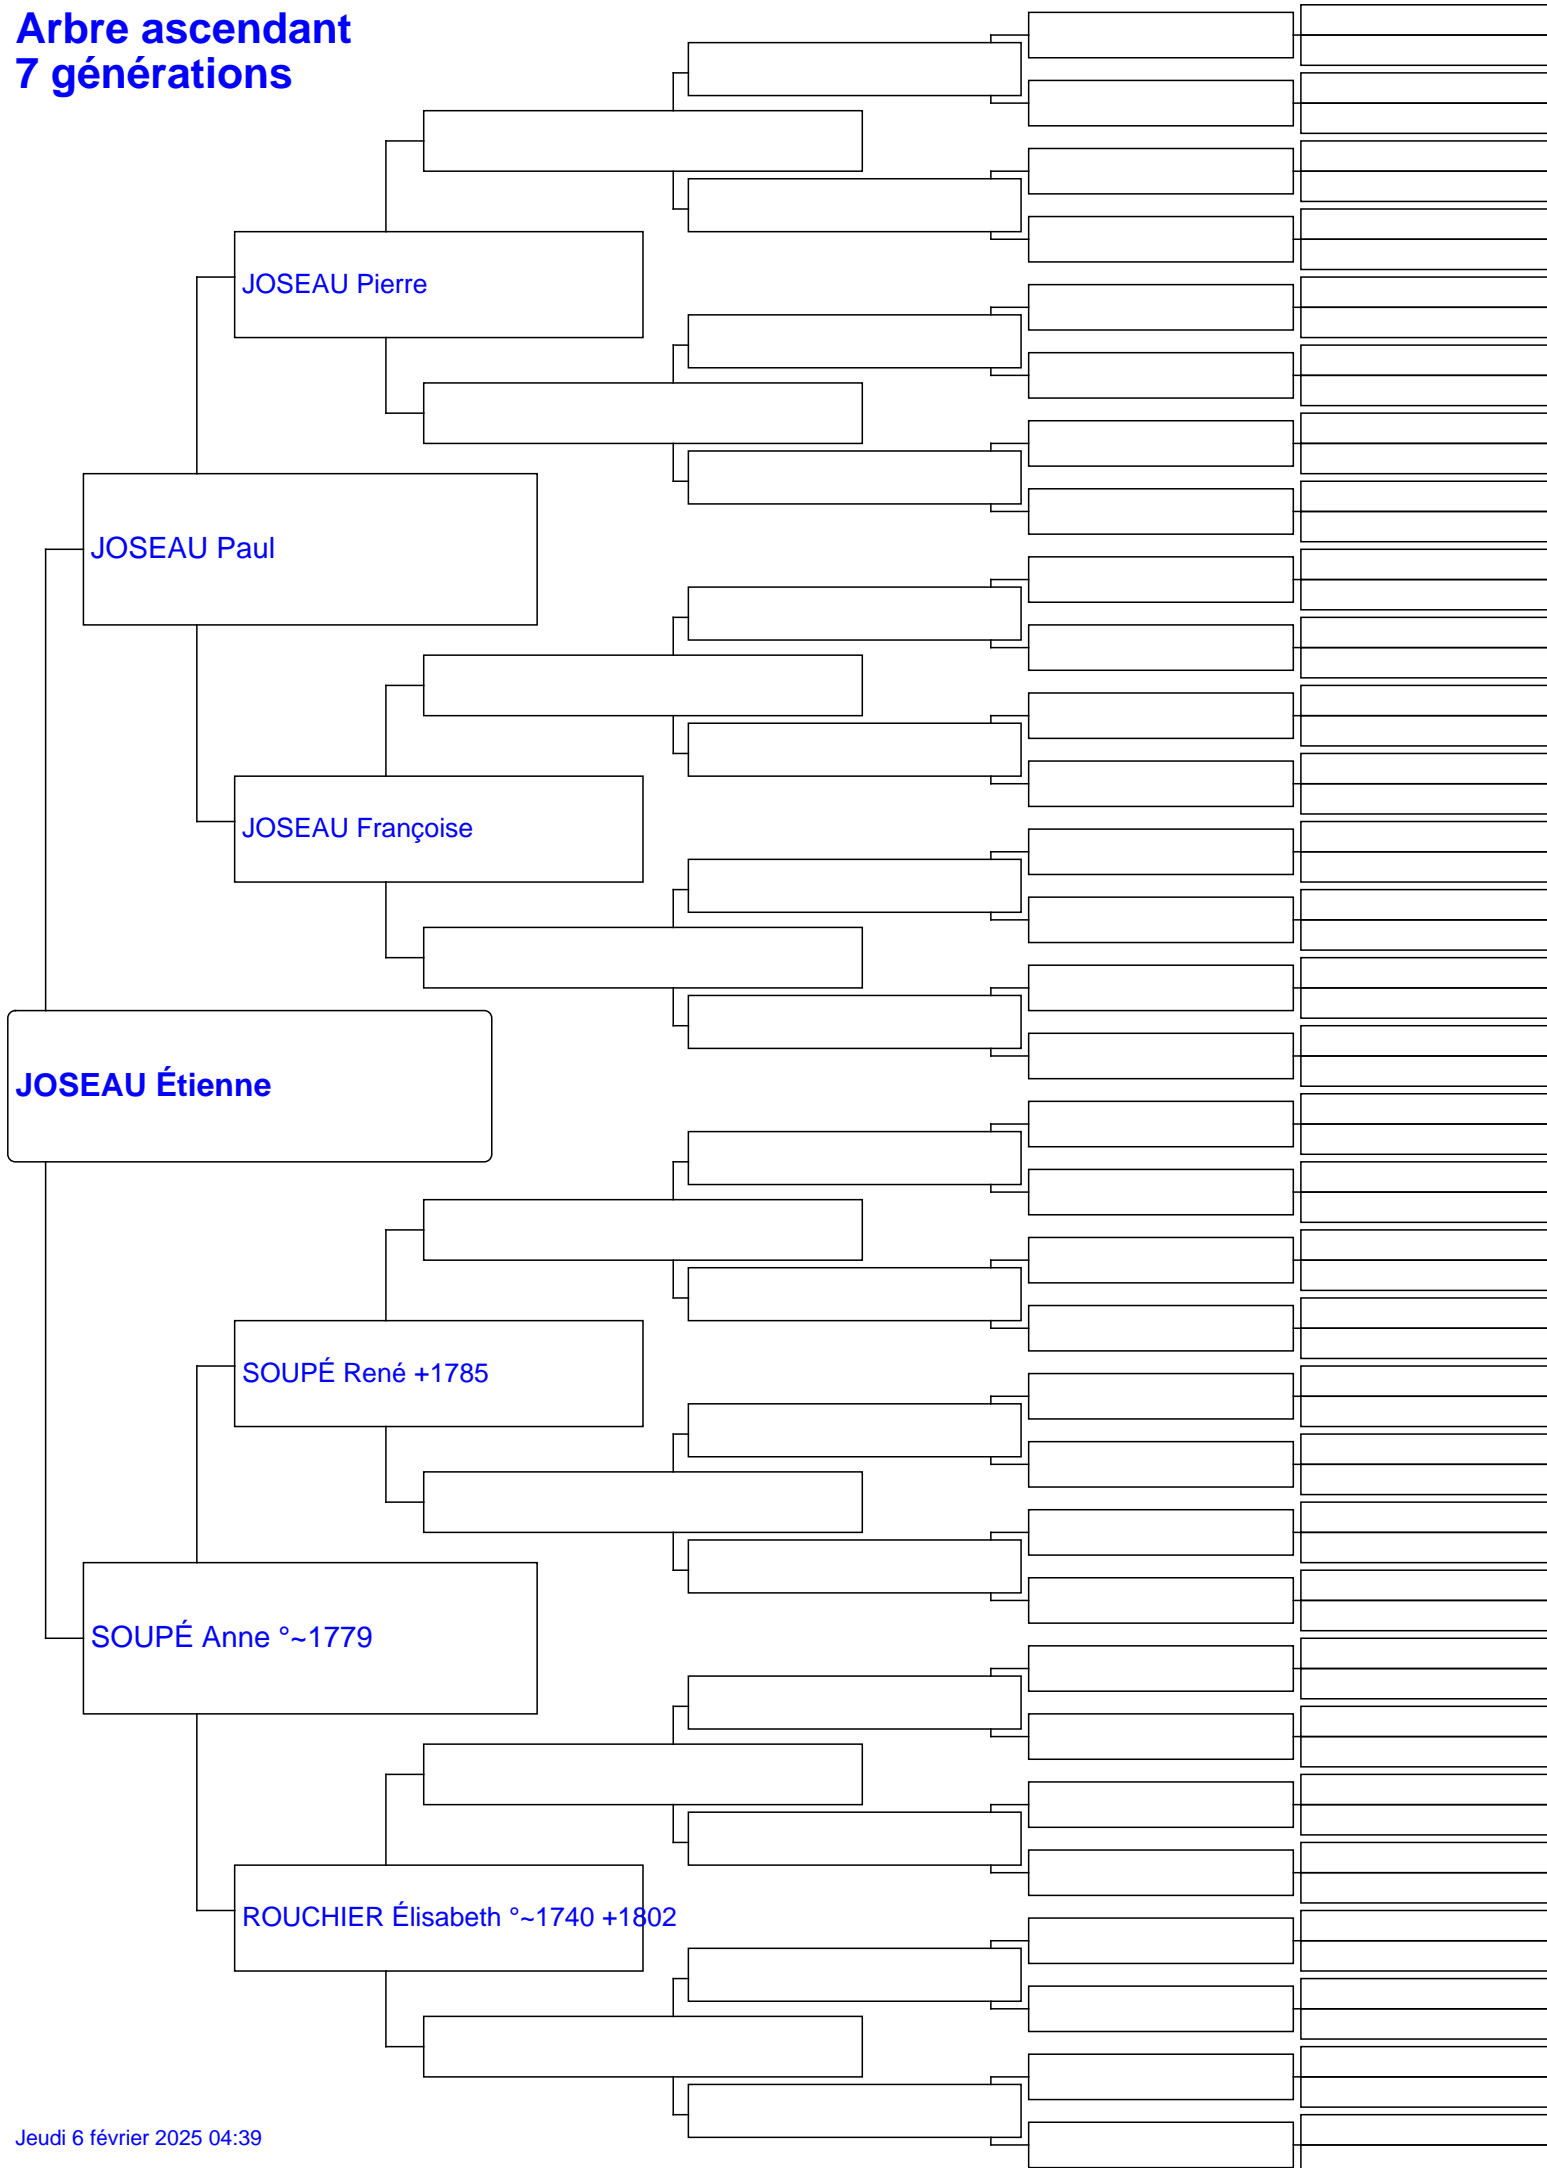 Arbre ascendant
7 générations
JOSEAU Pierre
JOSEAU Paul
JOSEAU Françoise
JOSEAU Étienne
SOUPÉ René +1785
SOUPÉ Anne °~1779
ROUCHIER Élisabeth °~1740 +1802
Jeudi 6 février 2025 04:39